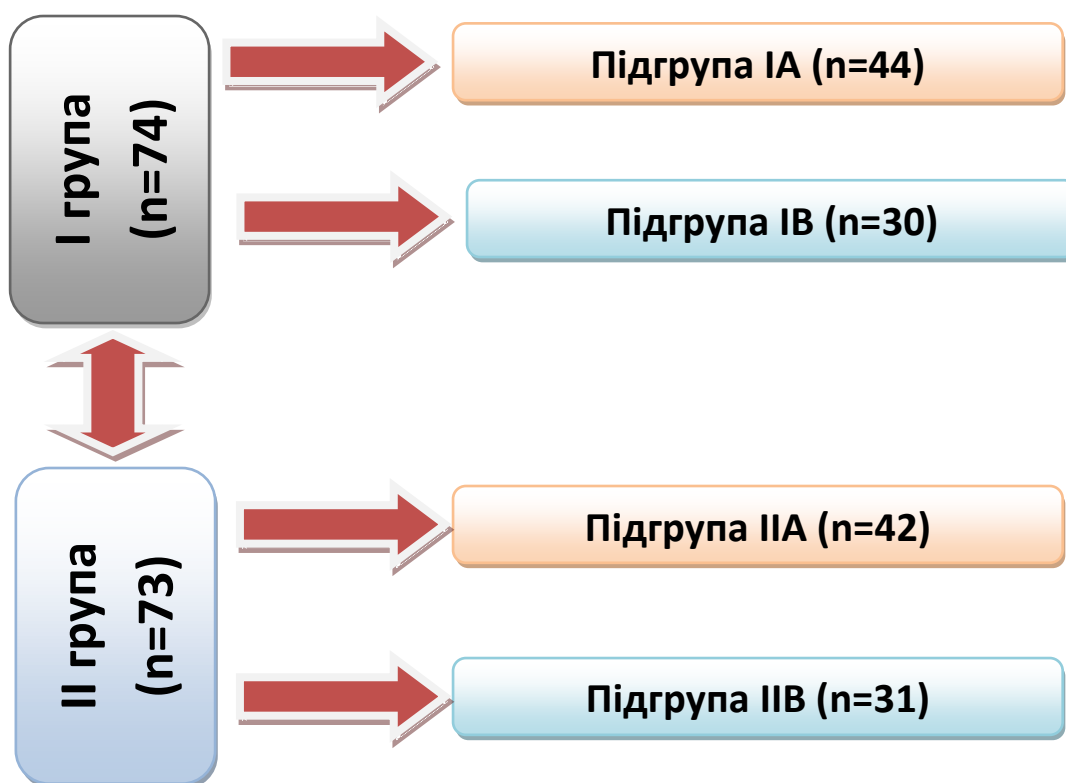 І група
(n=74)
Підгрупа ІА (n=44)
Підгрупа ІВ (n=30)
ІІ група
(n=73)
Підгрупа ІІА (n=42)
Підгрупа ІІВ (n=31)